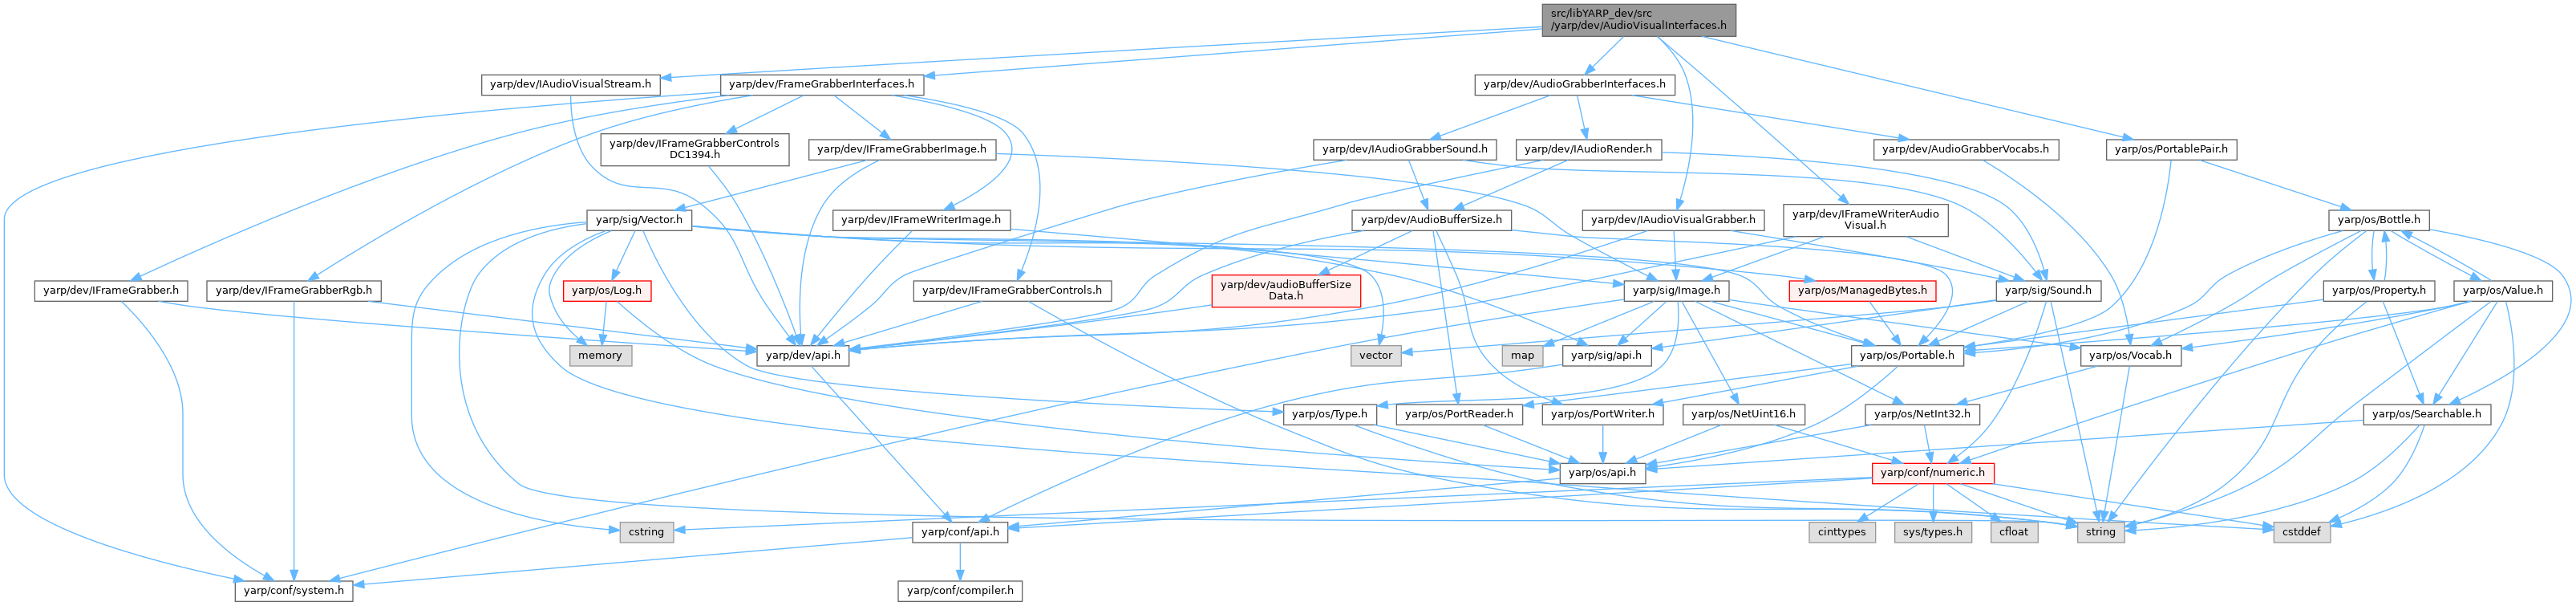 src/libYARP_dev/src
/yarp/dev/AudioVisualInterfaces.h
yarp/dev/IAudioVisualStream.h
yarp/dev/FrameGrabberInterfaces.h
yarp/dev/AudioGrabberInterfaces.h
yarp/dev/IFrameGrabberControls
DC1394.h
yarp/dev/IFrameGrabberImage.h
yarp/dev/IAudioGrabberSound.h
yarp/dev/IAudioRender.h
yarp/dev/AudioGrabberVocabs.h
yarp/os/PortablePair.h
yarp/sig/Vector.h
yarp/dev/IFrameWriterImage.h
yarp/dev/AudioBufferSize.h
yarp/dev/IAudioVisualGrabber.h
yarp/dev/IFrameWriterAudio
Visual.h
yarp/os/Bottle.h
yarp/dev/IFrameGrabber.h
yarp/dev/IFrameGrabberRgb.h
yarp/os/Log.h
yarp/dev/IFrameGrabberControls.h
yarp/dev/audioBufferSize
Data.h
yarp/sig/Image.h
yarp/os/ManagedBytes.h
yarp/sig/Sound.h
yarp/os/Property.h
yarp/os/Value.h
memory
yarp/dev/api.h
vector
map
yarp/sig/api.h
yarp/os/Portable.h
yarp/os/Vocab.h
yarp/os/Type.h
yarp/os/PortReader.h
yarp/os/PortWriter.h
yarp/os/NetUint16.h
yarp/os/NetInt32.h
yarp/os/Searchable.h
yarp/os/api.h
yarp/conf/numeric.h
cstring
yarp/conf/api.h
cinttypes
sys/types.h
cfloat
string
cstddef
yarp/conf/system.h
yarp/conf/compiler.h